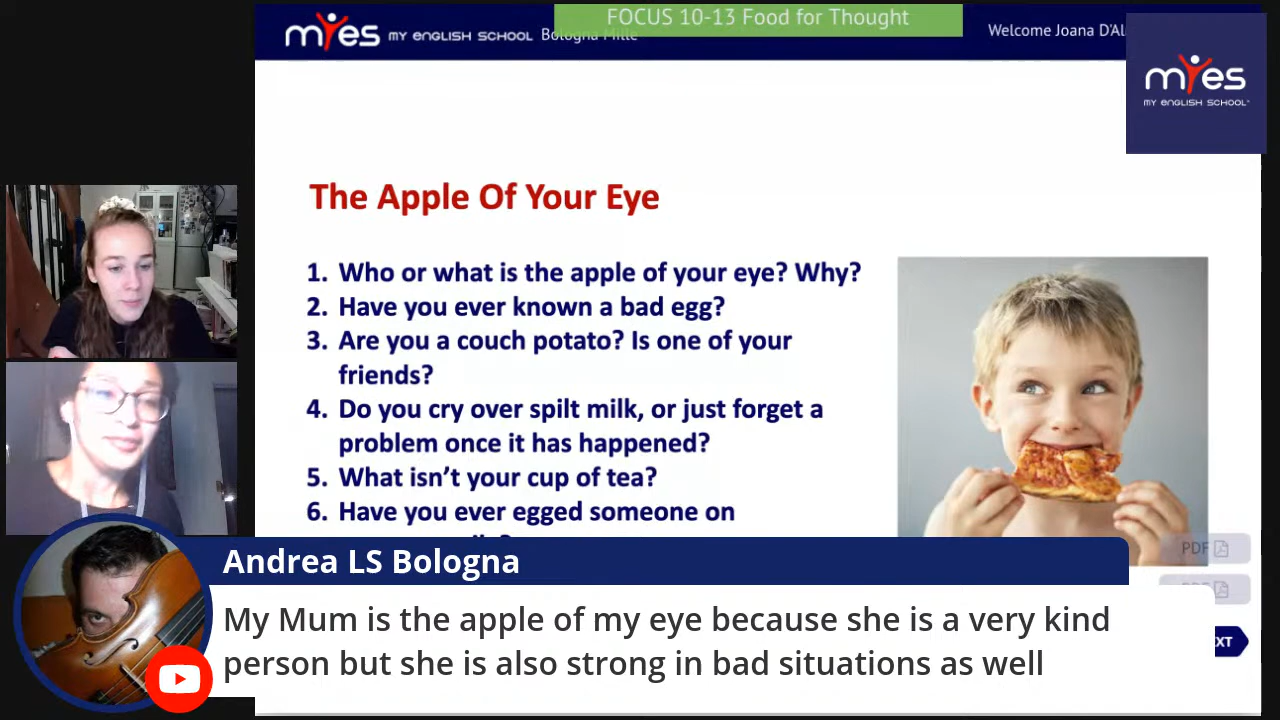 FOCUS 10-13 Food for Thought
myes MY ENGLISH SCHOOL Bologna Mille
Welcome Joana D'Al
myes
MY ENGLISH SCHOOL
The Apple Of Your Eye
1. Who or what is the apple of your eye? Why?
2. Have you ever known a bad egg?
3. Are you a couch potato? Is one of your
friends?
4. Do you cry over spilt milk, or just forget a
problem once it has happened?
5. What isn't your cup of tea?
6. Have you ever egged someone on
PDF
PDF
XT
Andrea LS Bologna
My Mum is the apple of my eye because she is a very kind
person but she is also strong in bad situations as well